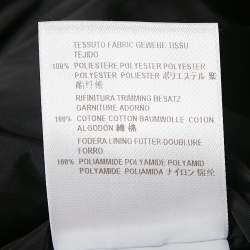 TESSUTO FABRIC GEWEBE TISSU
TEJIDO
100% POLIESTERE POLYESTER POLYESTER
POLYESTER POLIÉSTER ポリエステル 聚
酯纤维
RIFINITURA TRIMMING BESATZ
GARNITURE ADORNO
100% COTONE COTTON BAUMWOLLE COTON
ALGODON 綿 棉
FODERA LINING FUTTER DOUBLURE
FORRO
100% POLIAMMIDE POLYAMIDE POLYAMID
POLYAMIDE POLYAMIDA ナイロン 锦纶